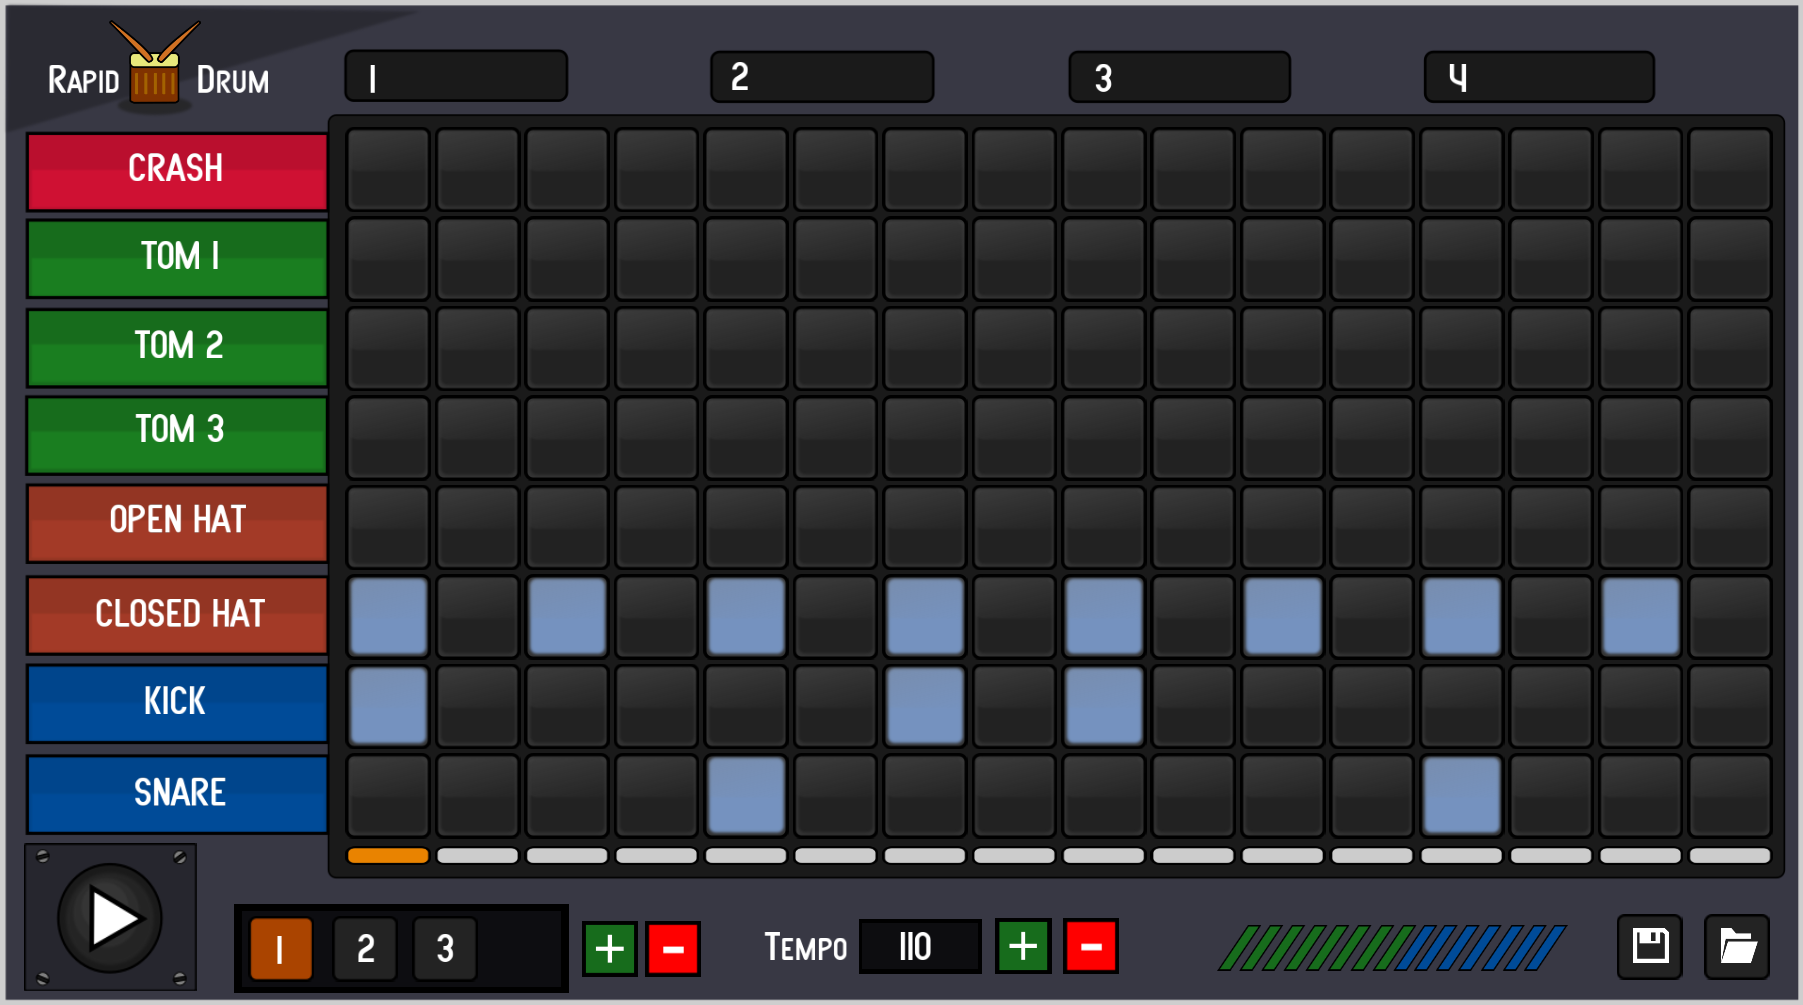 RAPID DRUM
1
2
3
4
CRASH
TOM 1
TOM 2
TOM 3
OPEN HAT
CLOSED HAT
KICK
SNARE
1 2 3 + -
TEMPO 110 + -